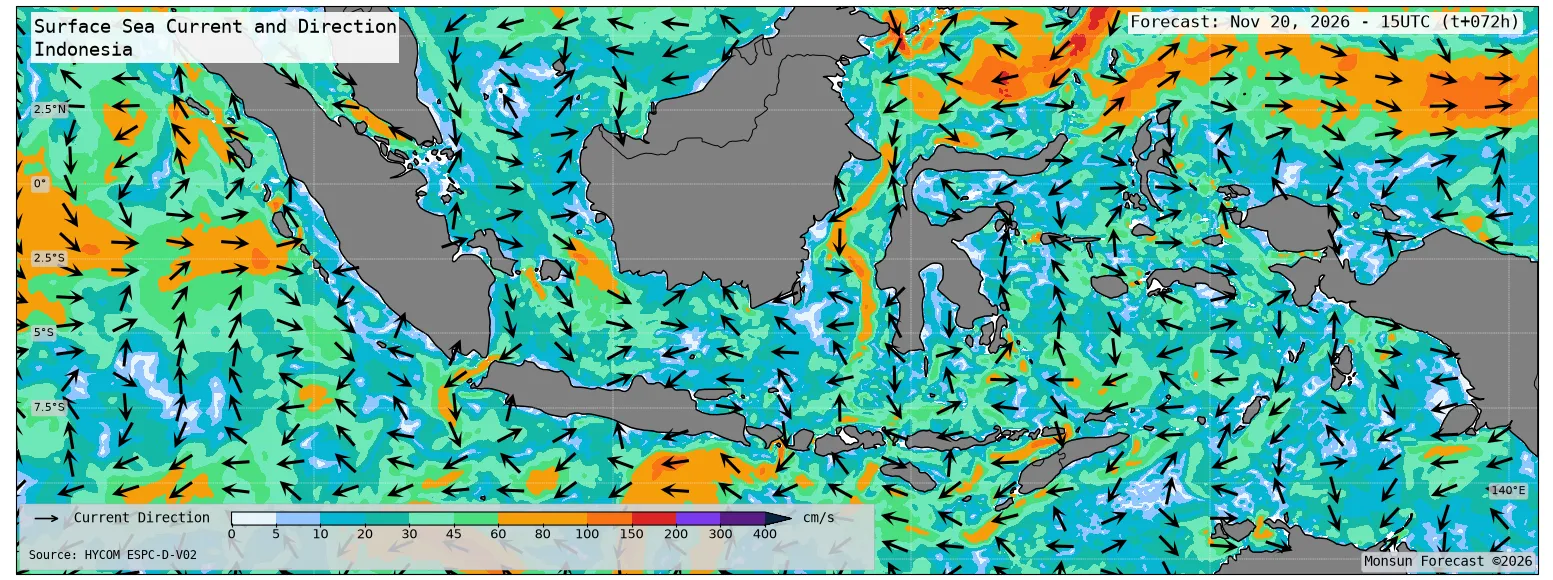 Surface Sea Current and Direction
Indonesia
Forecast: Nov 20, 2026 - 15UTC (t+072h)
2.5°N
0°
2.5°S
5°S
7.5°S
140°E
Current Direction
0 5 10 20 30 45 60 80 100 150 200 300 400 cm/s
Source: HYCOM ESPC-D-V02
Monsun Forecast ©2026